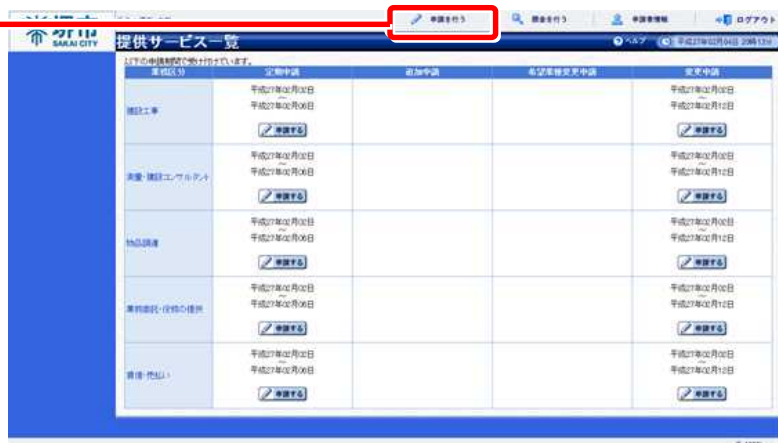 申請を行う 照会を行う 申請者情報 ログアウト
堺市
SAKAI CITY
提供サービス一覧 ヘルプ 平成27年02月04日 20時13分
以下の申請期間で受け付けています。
業務区分 定期申請 追加申請 希望業種変更申請 変更申請
建設工事
平成27年02月02日
～
平成27年02月06日
申請する
平成27年02月02日
～
平成27年02月12日
申請する
測量・建設コンサルタント
平成27年02月02日
～
平成27年02月06日
申請する
平成27年02月02日
～
平成27年02月12日
申請する
物品調達
平成27年02月02日
～
平成27年02月06日
申請する
平成27年02月02日
～
平成27年02月12日
申請する
業務委託・役務の提供
平成27年02月02日
～
平成27年02月06日
申請する
平成27年02月02日
～
平成27年02月12日
申請する
賃借・売払い
平成27年02月02日
～
平成27年02月06日
申請する
平成27年02月02日
～
平成27年02月12日
申請する